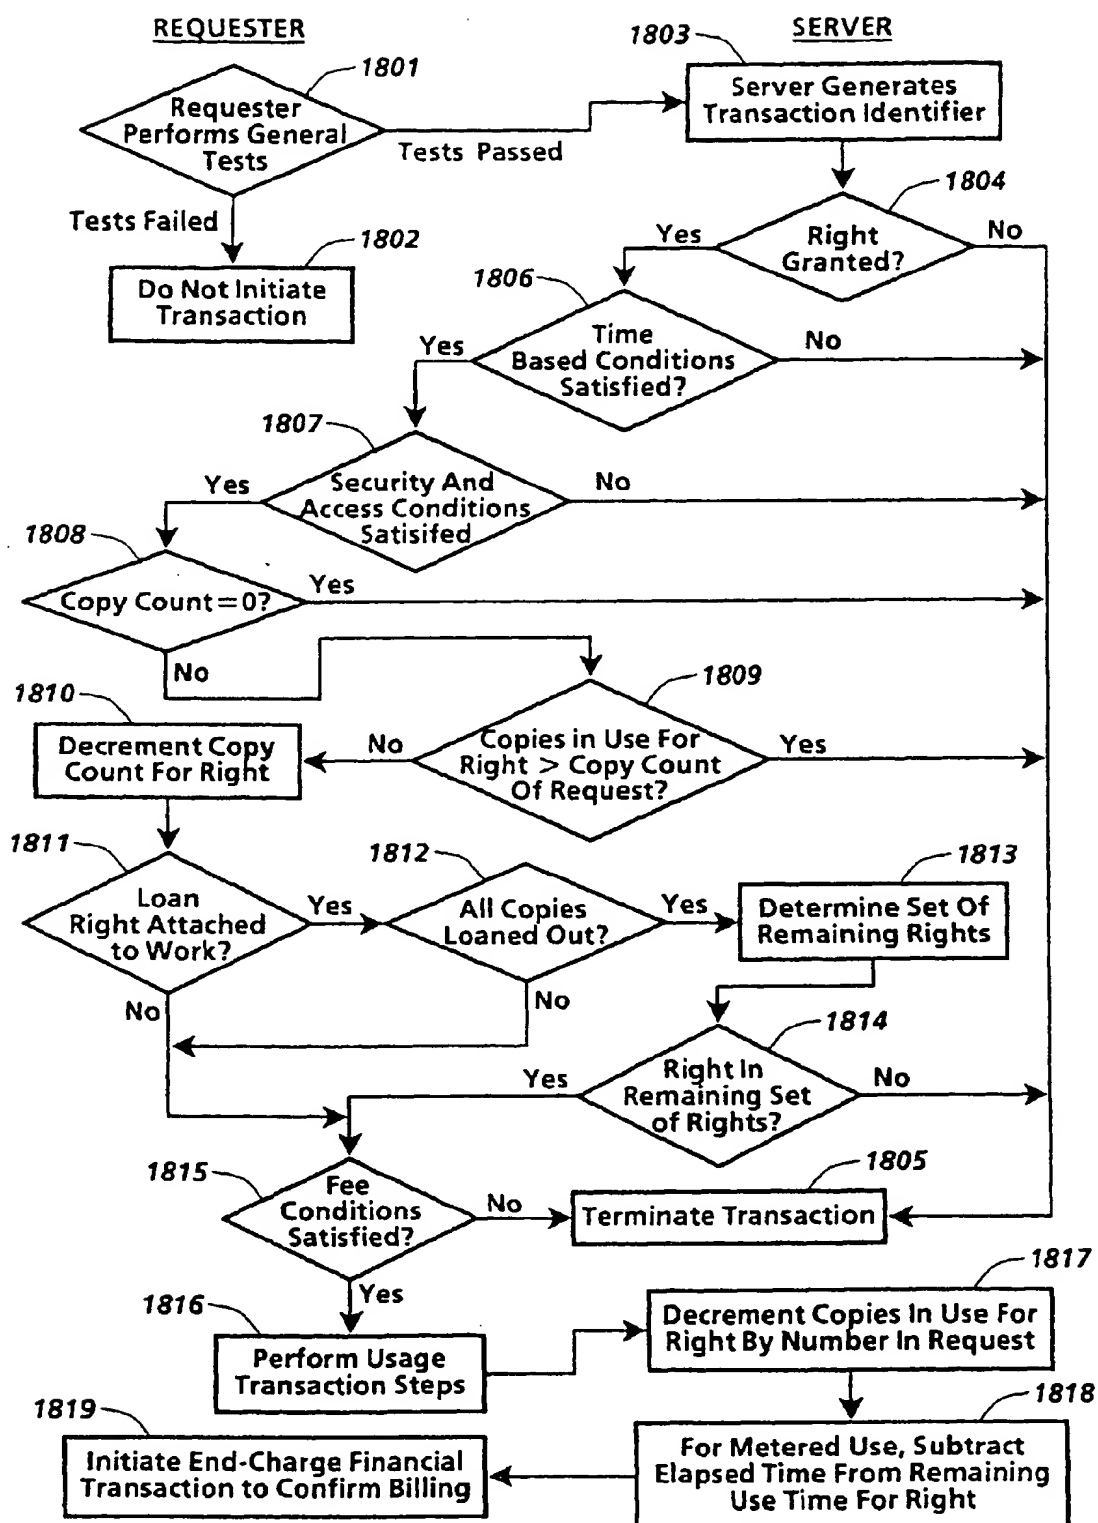 REQUESTER
SERVER
1801
1803
Requester
Performs General
Tests
Server Generates
Transaction Identifier
Tests Passed
Tests Failed
1802
1804
Do Not Initiate
Transaction
Yes
Right
Granted?
No
1806
Time
Based Conditions
Satisfied?
Yes
No
1807
Security And
Access Conditions
Satisifed
Yes
No
1808
Copy Count=0?
Yes
No
1809
1810
Decrement Copy
Count For Right
No
Copies in Use For
Right > Copy Count
Of Request?
Yes
1811
1812
1813
Loan
Right Attached
to Work?
Yes
All Copies
Loaned Out?
Yes
Determine Set Of
Remaining Rights
No
No
1814
Yes
Right In
Remaining Set
of Rights?
No
1815
1805
Fee
Conditions
Satisfied?
No
Terminate Transaction
Yes
1816
1817
Perform Usage
Transaction Steps
Decrement Copies In Use For
Right By Number In Request
1819
1818
Initiate End-Charge Financial
Transaction to Confirm Billing
For Metered Use, Subtract
Elapsed Time From Remaining
Use Time For Right